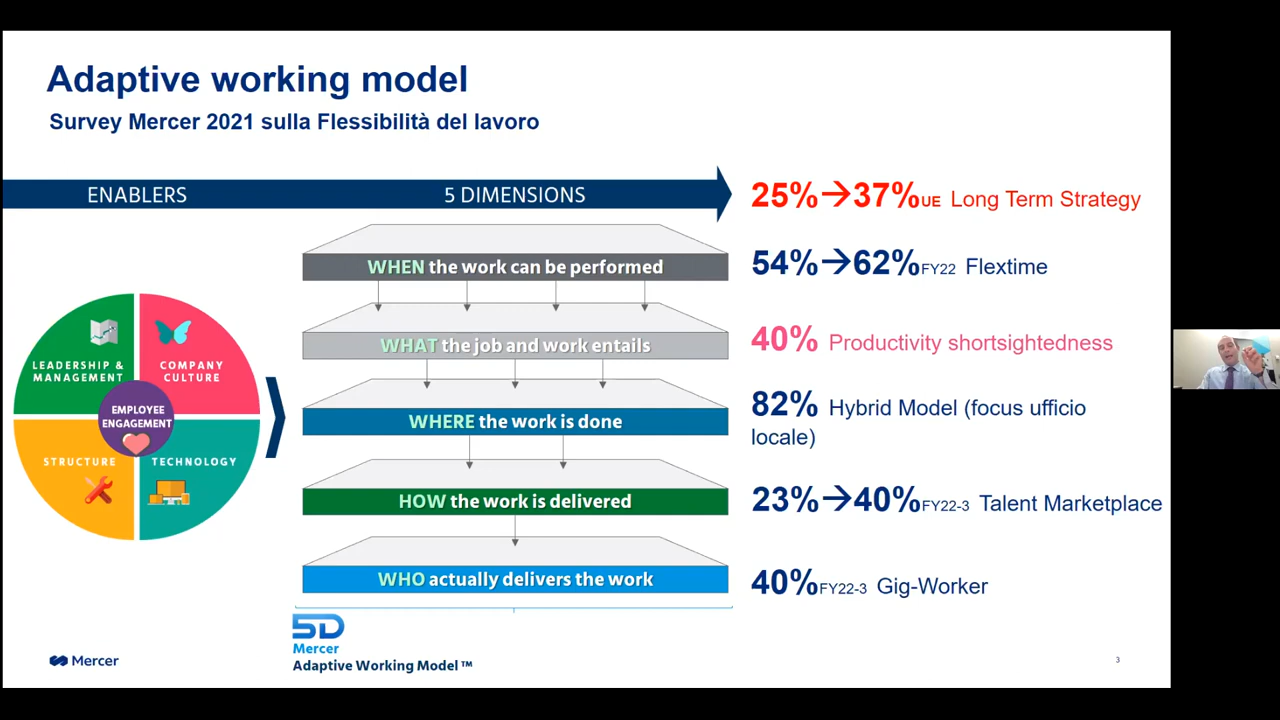 Adaptive working model
Survey Mercer 2021 sulla Flessibilità del lavoro
ENABLERS
5 DIMENSIONS
25%→37%UE Long Term Strategy
LEADERSHIP &
MANAGEMENT
COMPANY
CULTURE
EMPLOYEE
ENGAGEMENT
STRUCTURE
TECHNOLOGY
WHEN the work can be performed
54%→62%FY22 Flextime
WHAT the job and work entails
40% Productivity shortsightedness
WHERE the work is done
82% Hybrid Model (focus ufficio
locale)
HOW the work is delivered
23%→40%FY22-3 Talent Marketplace
WHO actually delivers the work
40%FY22-3 Gig-Worker
5D
Mercer
Adaptive Working Model™
Mercer
3